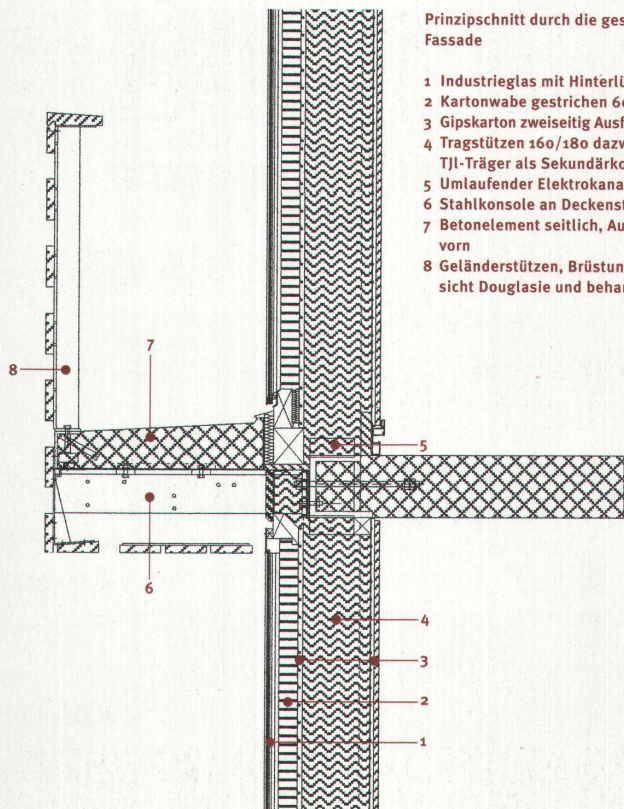 Prinzipschnitt durch die ges
Fassade
1 Industrieglas mit Hinterlü
2 Kartonwabe gestrichen 60
3 Gipskarton zweiseitig Ausf
4 Tragstützen 160/180 dazw
TJI-Träger als Sekundärko
5 Umlaufender Elektrokana
6 Stahlkonsole an Deckenst
7 Betonelement seitlich, Au
vorn
8 Geländerstützen, Brüstun
sicht Douglasie und behan
7
8
5
6
4
3
2
1